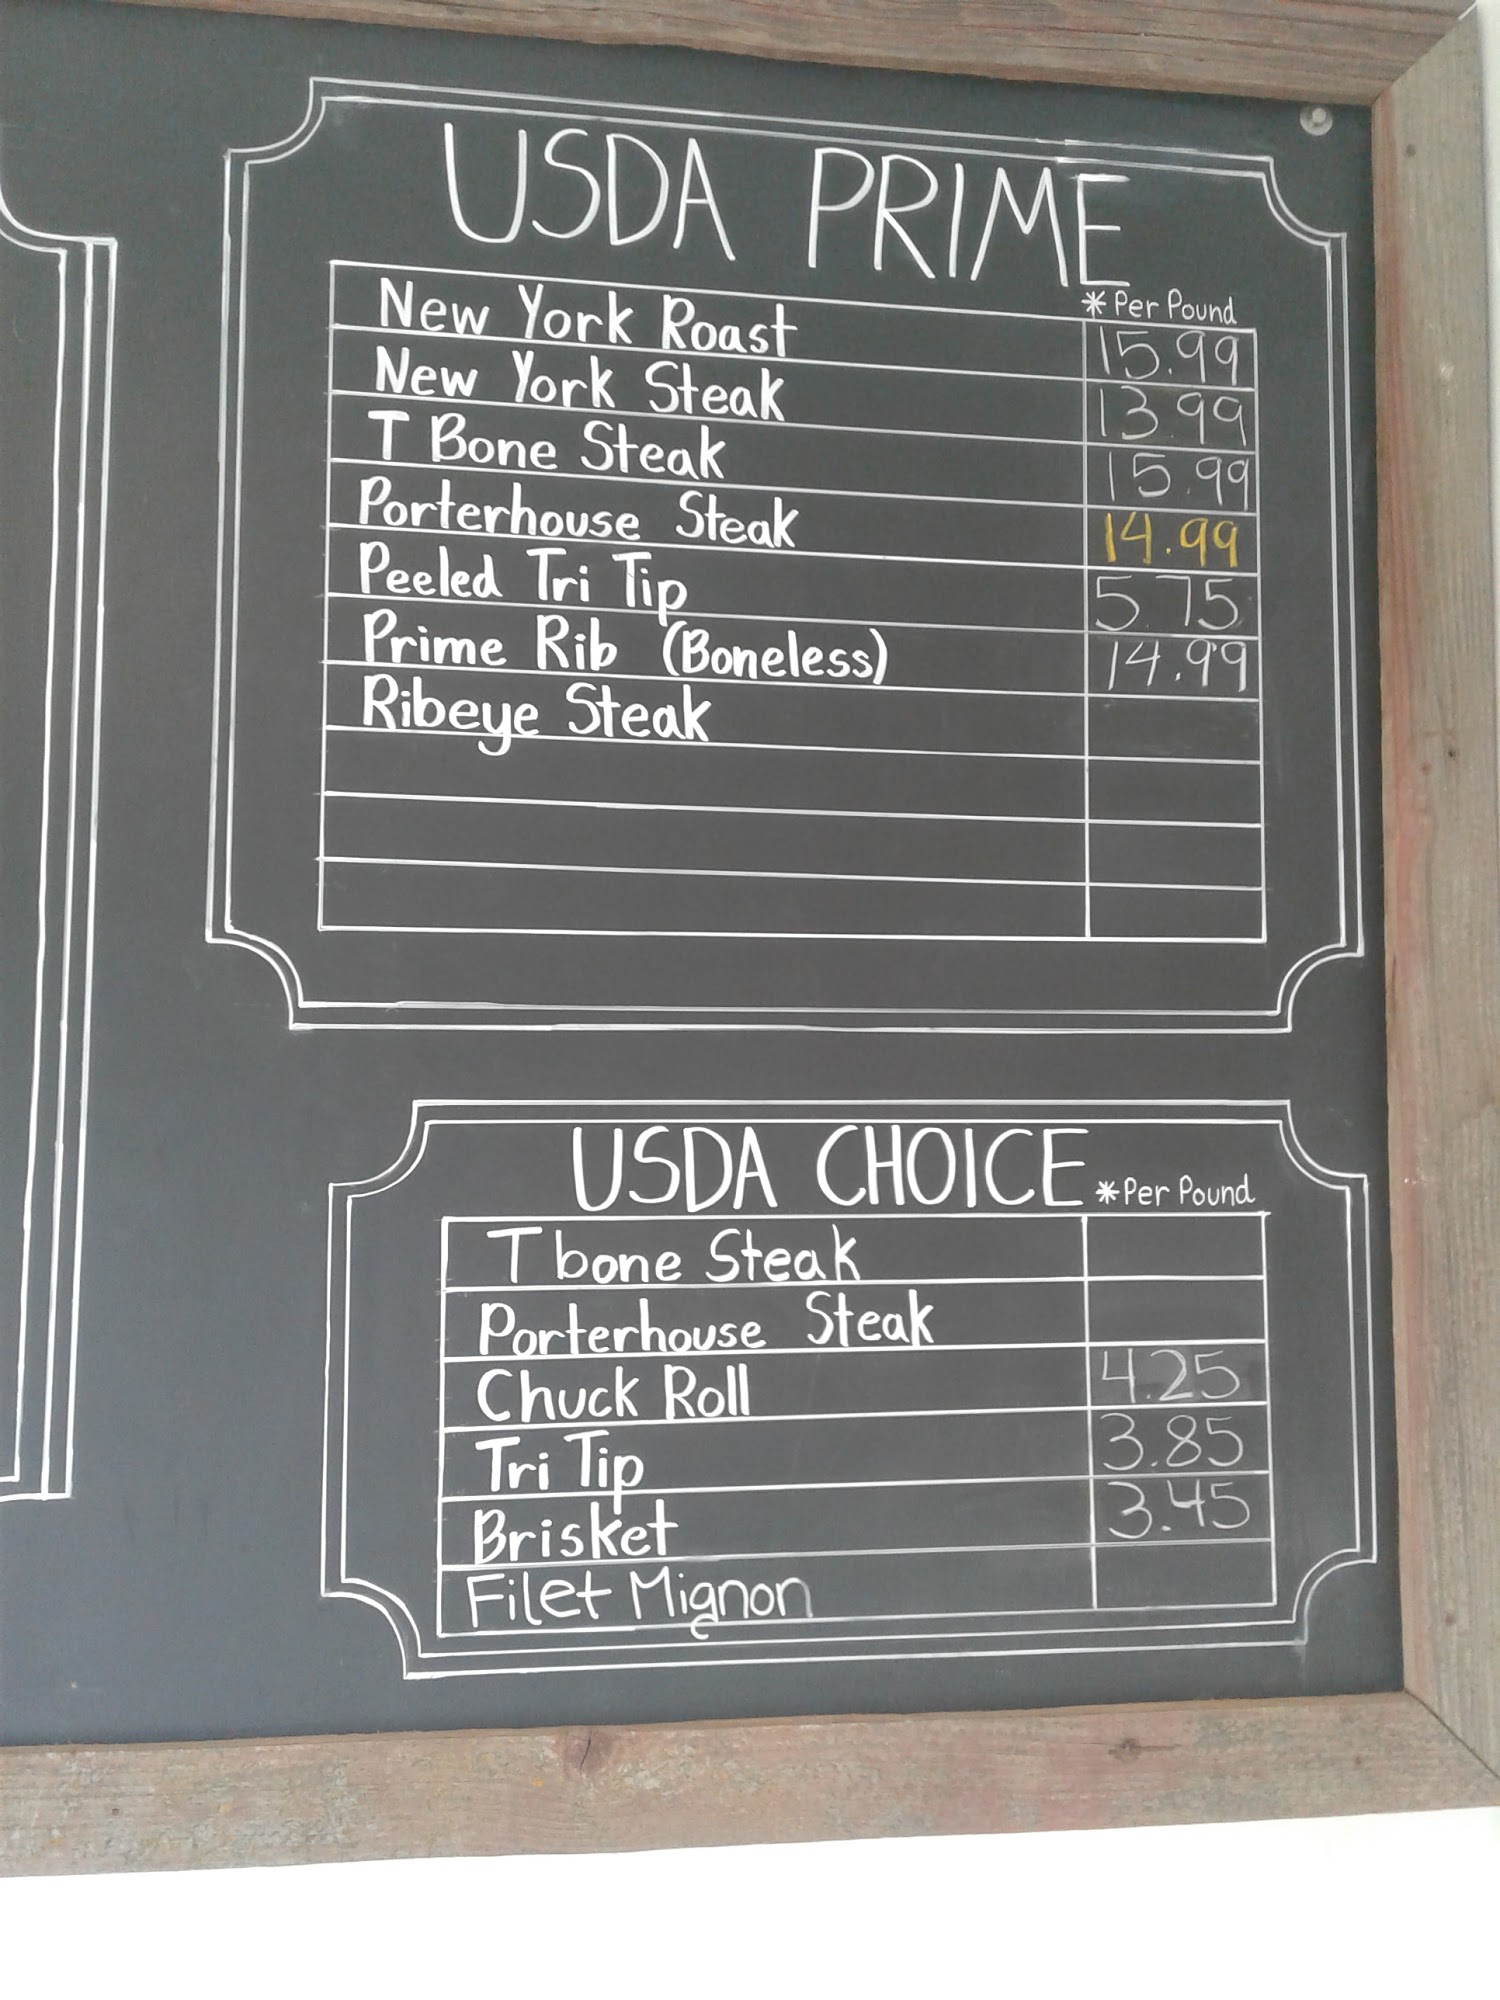 USDA PRIME
* Per Pound
New York Roast 15.99
New York Steak 13.99
T Bone Steak 15.99
Porterhouse Steak 14.99
Peeled Tri Tip 5.75
Prime Rib (Boneless) 14.99
Ribeye Steak
USDA CHOICE * Per Pound
T bone Steak
Porterhouse Steak
Chuck Roll 4.25
Tri Tip 3.85
Brisket 3.45
Filet Mignon